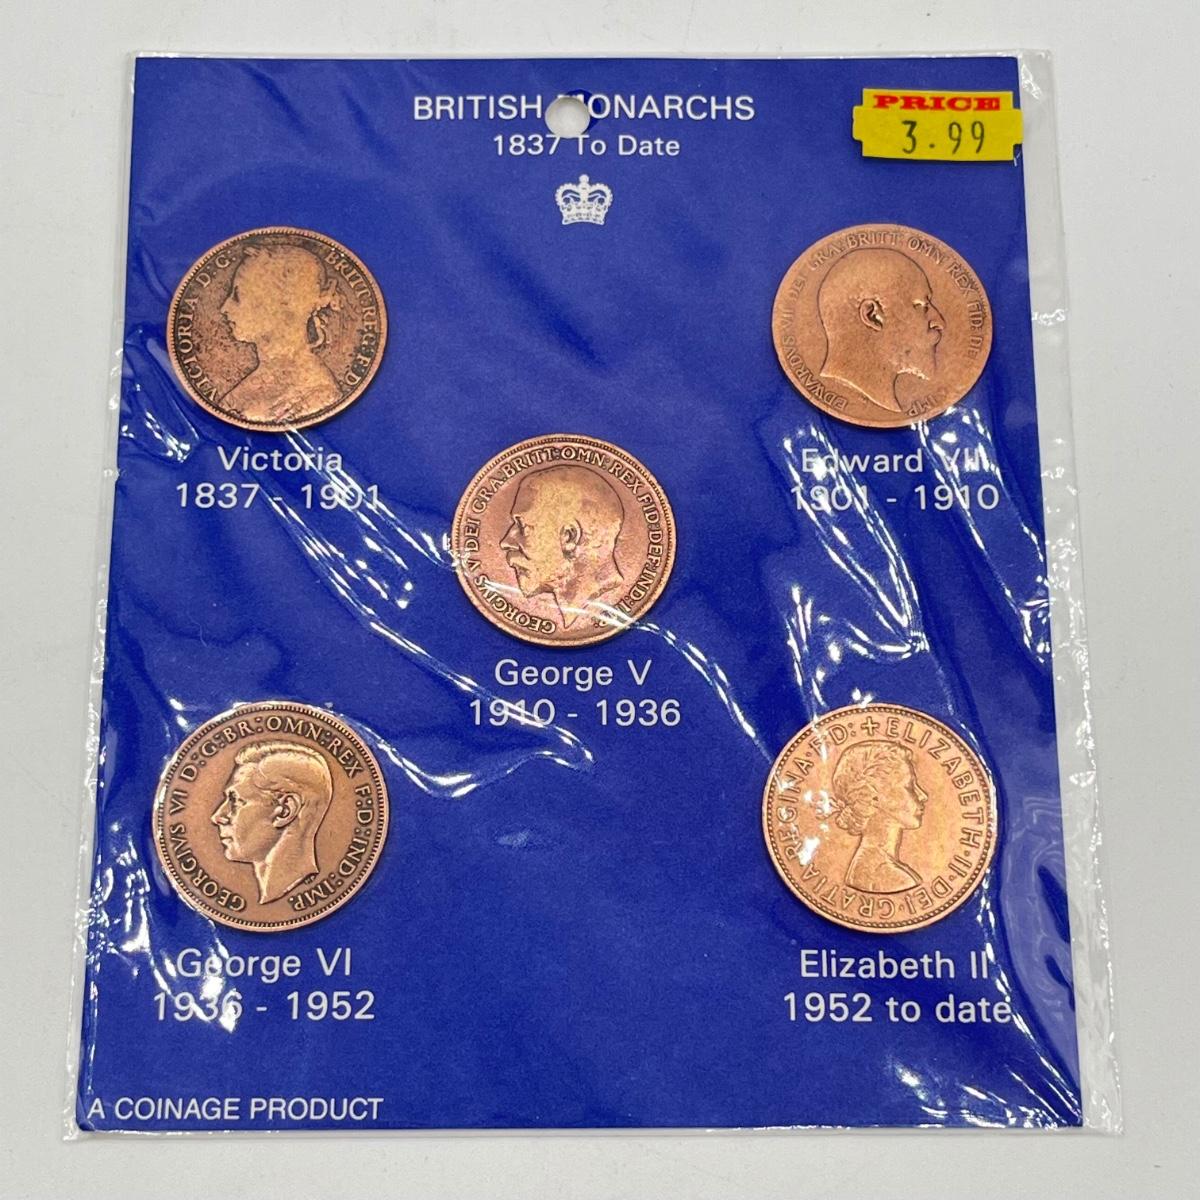 BRITISH MONARCHS
1837 To Date
PRICE
3.99
VICTORIA D: G: BRITT: REG: F: D:
Victoria
1837 - 1901
EDWARDVS VII DEI GRA: BRITT: OMN: REX FID: DEF: IMP:
Edward VII
1901 - 1910
GEORGIVS V DEI GRA: BRITT: OMN: REX FID: DEF: IND: IMP:
George V
1910 - 1936
GEORGIVS VI D: G: BR: OMN: REX F: D: IND: IMP.
George VI
1936 - 1952
+ELIZABETH·II·DEI·GRATIA·REGINA·F:D:
Elizabeth II
1952 to date
A COINAGE PRODUCT